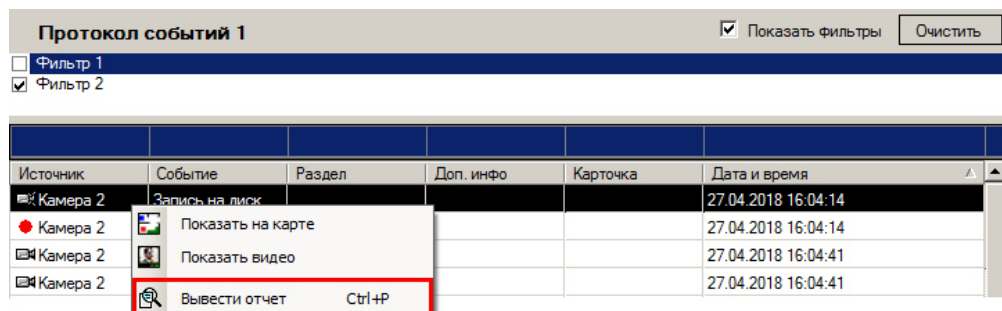 Протокол событий 1 Показать фильтры Очистить
Фильтр 1
Фильтр 2
Источник Событие Раздел Доп. инфо Карточка Дата и время
Камера 2 Запись на диск 27.04.2018 16:04:14
Камера 2 Показать на карте 27.04.2018 16:04:14
Камера 2 Показать видео 27.04.2018 16:04:41
Камера 2 Вывести отчет Ctrl+P 27.04.2018 16:04:41